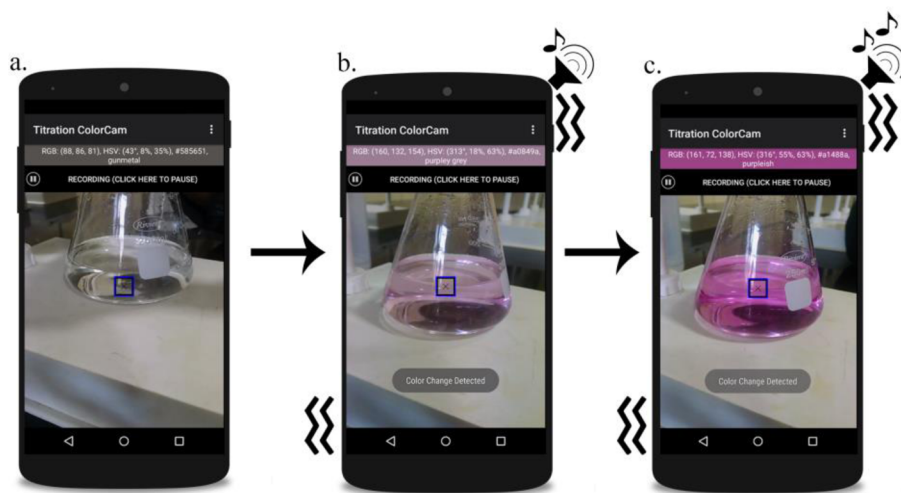 a.
Titration ColorCam
RGB: (88, 86, 81), HSV: (43°, 8%, 35%), #585651,
gunmetal
RECORDING (CLICK HERE TO PAUSE)
b.
Titration ColorCam
RGB: (160, 132, 154), HSV: (313°, 18%, 63%), #a0849a,
purpley grey
RECORDING (CLICK HERE TO PAUSE)
Color Change Detected
c.
Titration ColorCam
RGB: (161, 72, 138), HSV: (316°, 55%, 63%), #a1488a,
purpleish
RECORDING (CLICK HERE TO PAUSE)
Color Change Detected